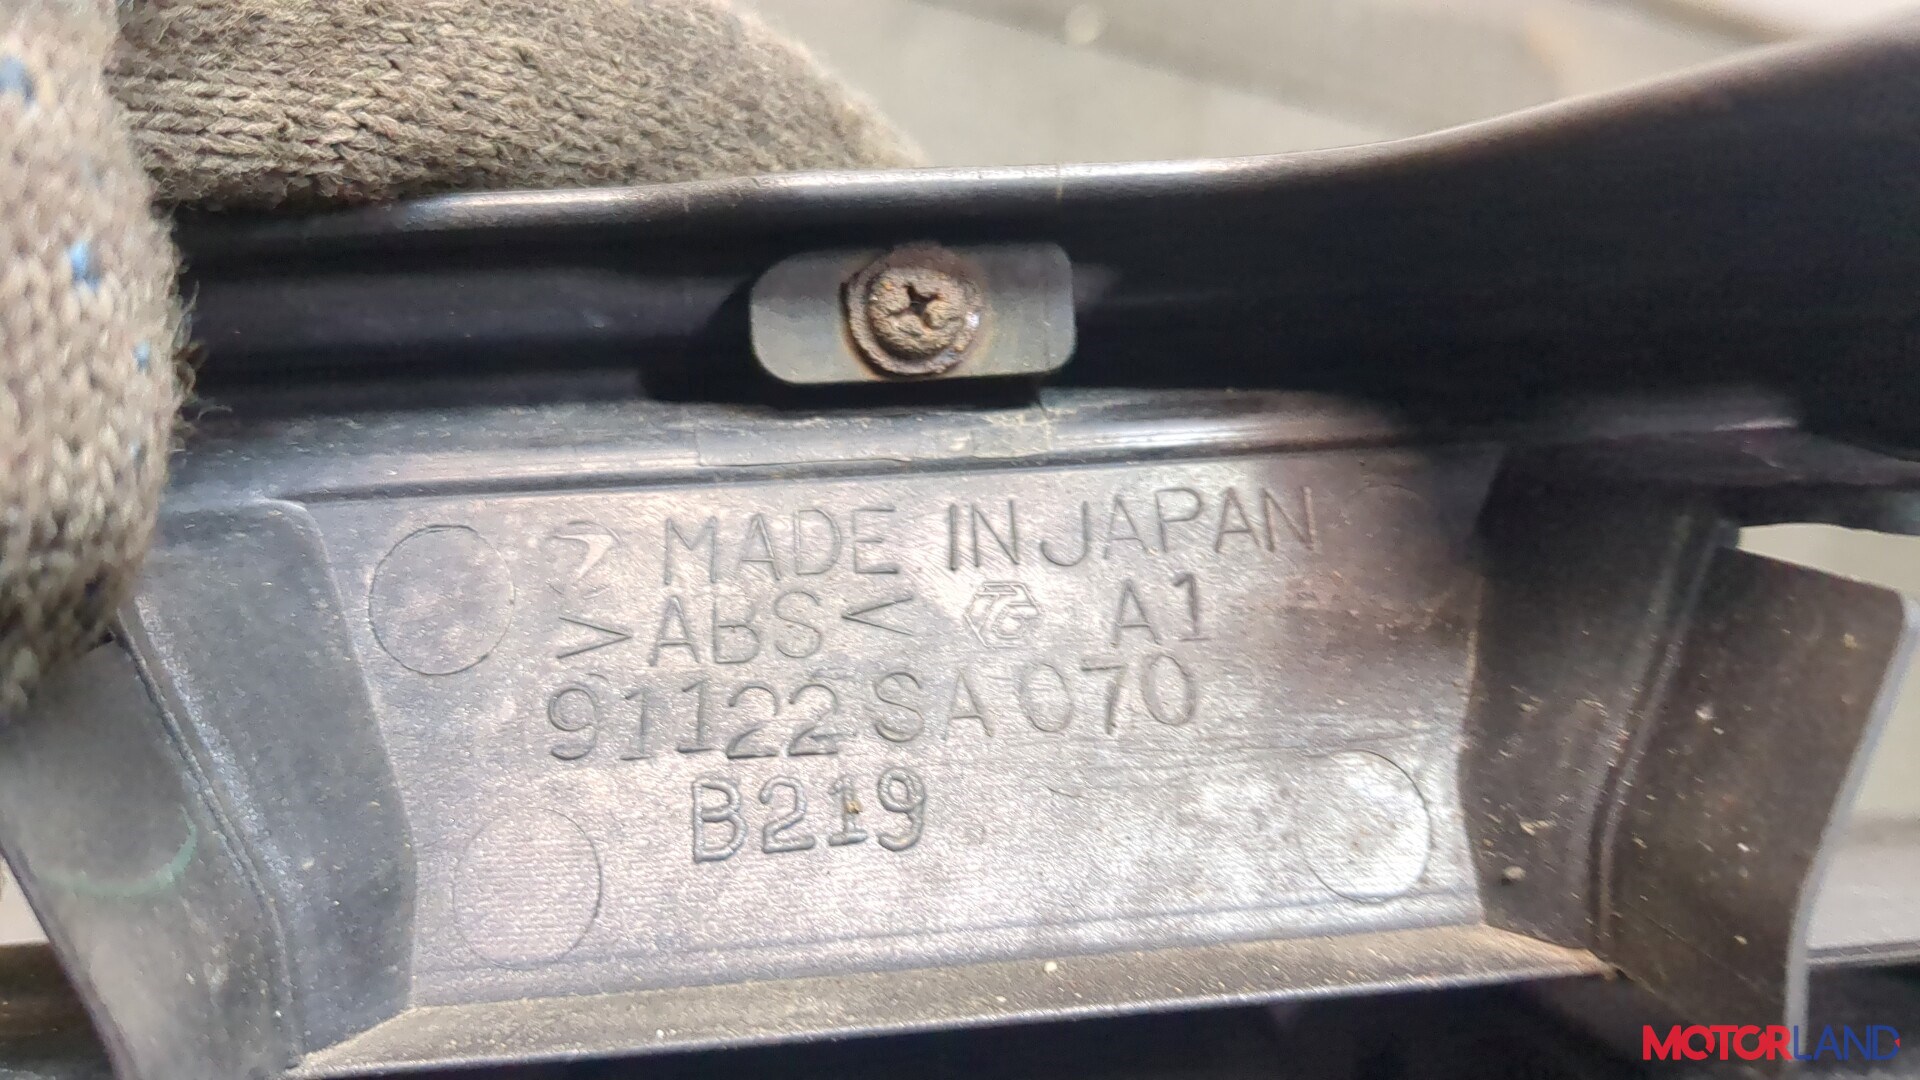 MADE IN JAPAN
>ABS< A1
91122SA070
B219
MOTORLAND